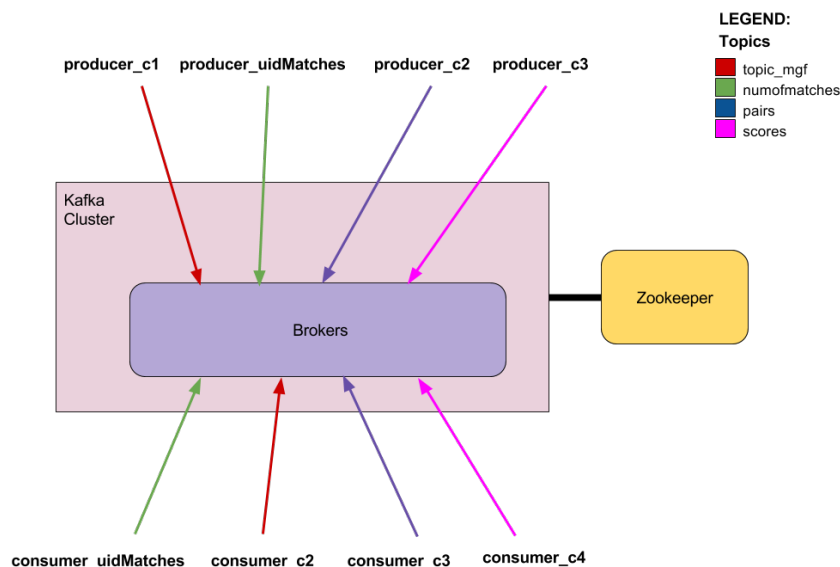 LEGEND:
Topics
topic_mgf
numofmatches
pairs
scores
producer_c1
producer_uidMatches
producer_c2
producer_c3
Kafka
Cluster
Brokers
Zookeeper
consumer_uidMatches
consumer_c2
consumer_c3
consumer_c4